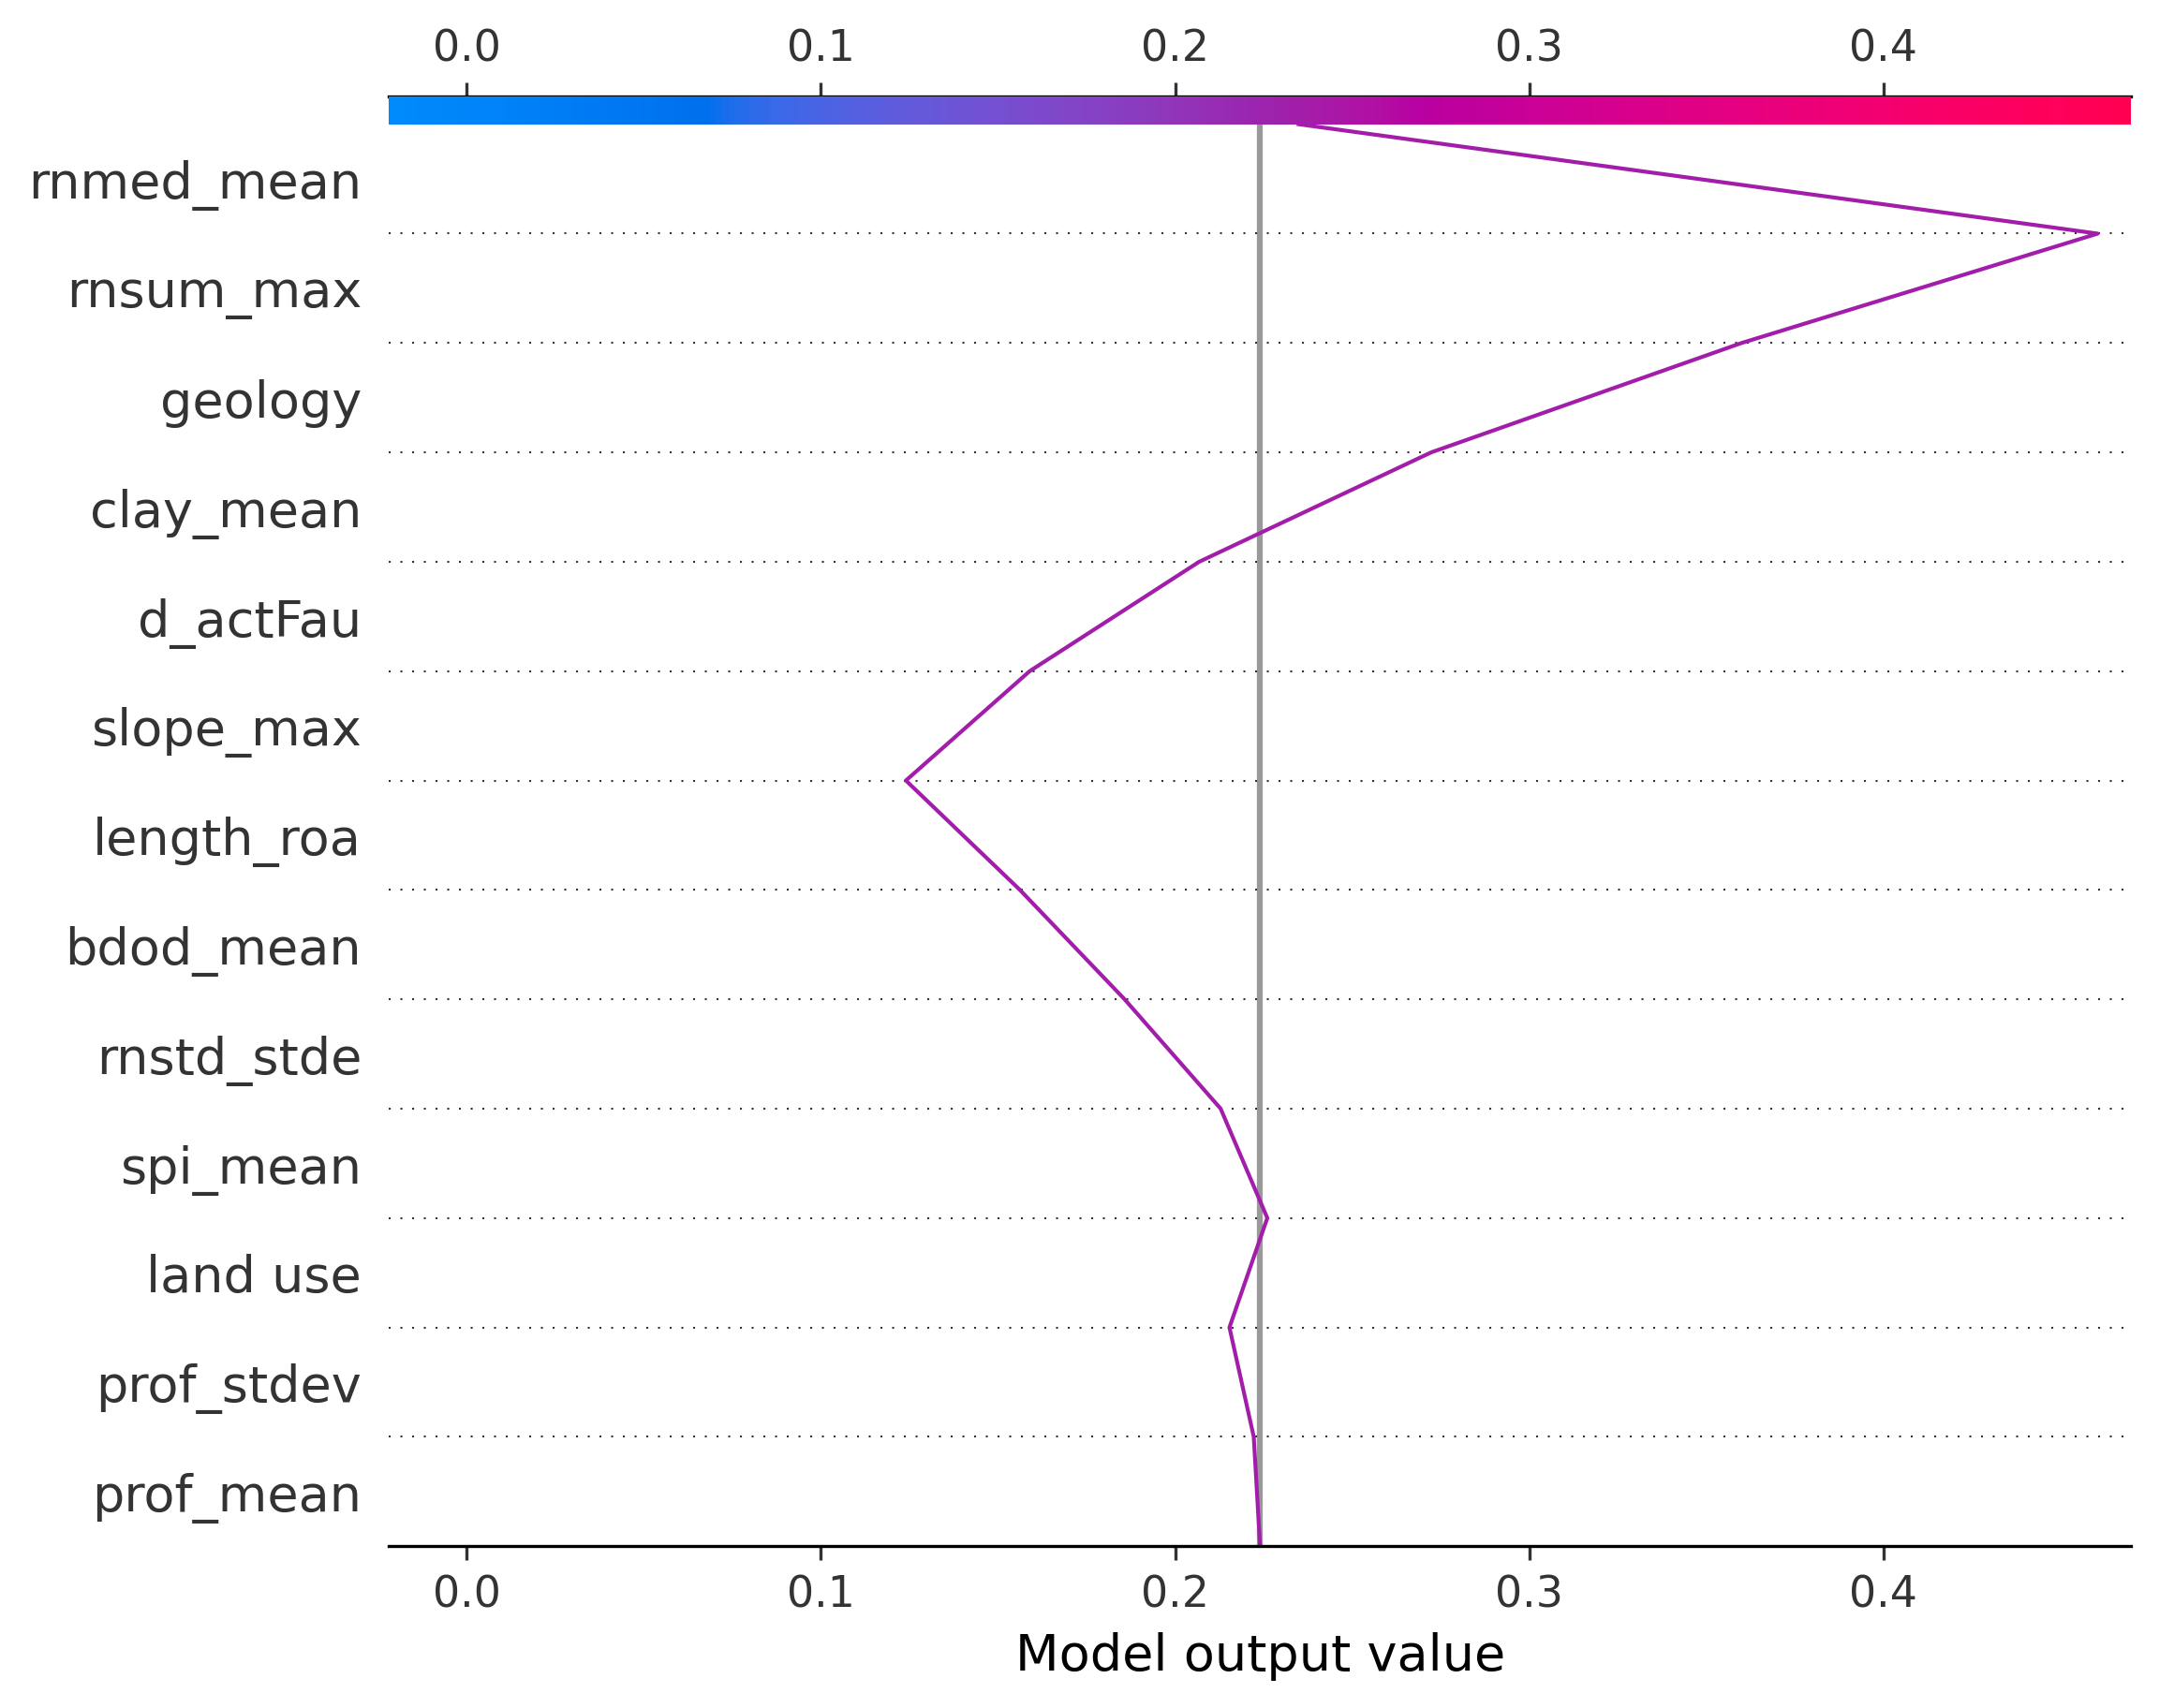 0.0 0.1 0.2 0.3 0.4
rnmed_mean
rnsum_max
geology
clay_mean
d_actFau
slope_max
length_roa
bdod_mean
rnstd_stde
spi_mean
land use
prof_stdev
prof_mean
0.0 0.1 0.2 0.3 0.4
Model output value